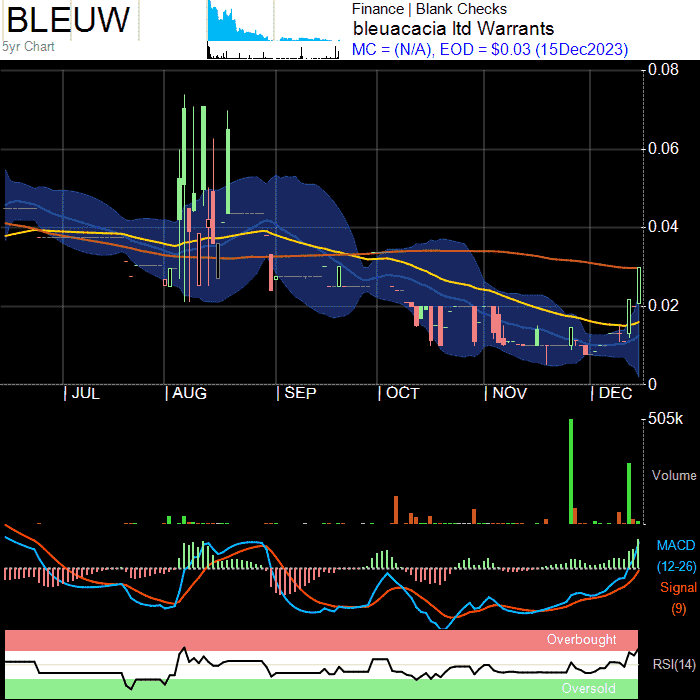 BLEUW
5yr Chart
Finance | Blank Checks
bleuacacia ltd Warrants
MC = (N/A), EOD = $0.03 (15Dec2023)
0.08
0.06
0.04
0.02
0
| JUL | AUG | SEP | OCT | NOV | DEC
505k
Volume
MACD
(12-26)
Signal
(9)
Overbought
RSI(14)
Oversold